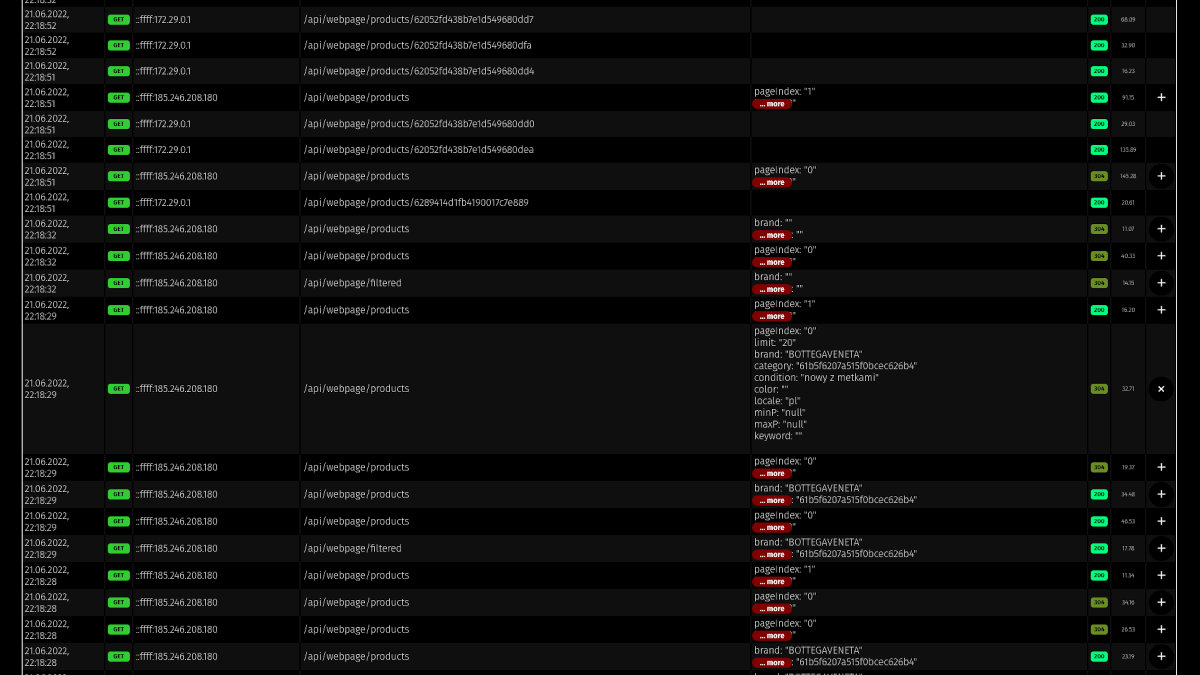 22:18:52
21.06.2022, GET ::ffff:172.29.0.1 /api/webpage/products/62052fd438b7e1d549680dd7 200 68.09
22:18:52
21.06.2022, GET ::ffff:172.29.0.1 /api/webpage/products/62052fd438b7e1d549680dfa 200 32.90
22:18:52
21.06.2022, GET ::ffff:172.29.0.1 /api/webpage/products/62052fd438b7e1d549680dd4 200 16.23
22:18:51
21.06.2022, GET ::ffff:185.246.208.180 /api/webpage/products pageIndex: "1" 200 91.15 +
22:18:51 ... more "
21.06.2022, GET ::ffff:172.29.0.1 /api/webpage/products/62052fd438b7e1d549680dd0 200 29.03
22:18:51
21.06.2022, GET ::ffff:172.29.0.1 /api/webpage/products/62052fd438b7e1d549680dea 200 135.89
22:18:51
21.06.2022, GET ::ffff:185.246.208.180 /api/webpage/products pageIndex: "0" 304 145.28 +
22:18:51 ... more "
21.06.2022, GET ::ffff:172.29.0.1 /api/webpage/products/6289414d1fb4190017c7e889 200 20.61
22:18:51
21.06.2022, GET ::ffff:185.246.208.180 /api/webpage/products brand: "" 304 11.07 +
22:18:32 ... more : ""
21.06.2022, GET ::ffff:185.246.208.180 /api/webpage/products pageIndex: "0" 304 40.33 +
22:18:32 ... more "
21.06.2022, GET ::ffff:185.246.208.180 /api/webpage/filtered brand: "" 304 14.15 +
22:18:32 ... more : ""
21.06.2022, GET ::ffff:185.246.208.180 /api/webpage/products pageIndex: "1" 200 16.20 +
22:18:29 ... more "
pageIndex: "0"
limit: "20"
brand: "BOTTEGAVENETA"
category: "61b5f6207a515f0bcec626b4"
condition: "nowy z metkami"
21.06.2022, GET ::ffff:185.246.208.180 /api/webpage/products color: "" 304 32.71 ×
22:18:29 locale: "pl"
minP: "null"
maxP: "null"
keyword: ""
21.06.2022, GET ::ffff:185.246.208.180 /api/webpage/products pageIndex: "0" 304 19.37 +
22:18:29 ... more "
21.06.2022, GET ::ffff:185.246.208.180 /api/webpage/products brand: "BOTTEGAVENETA" 200 34.48 +
22:18:29 ... more : "61b5f6207a515f0bcec626b4"
21.06.2022, GET ::ffff:185.246.208.180 /api/webpage/products pageIndex: "0" 200 46.53 +
22:18:29 ... more "
21.06.2022, GET ::ffff:185.246.208.180 /api/webpage/filtered brand: "BOTTEGAVENETA" 200 17.78 +
22:18:29 ... more : "61b5f6207a515f0bcec626b4"
21.06.2022, GET ::ffff:185.246.208.180 /api/webpage/products pageIndex: "1" 200 11.34 +
22:18:28 ... more "
21.06.2022, GET ::ffff:185.246.208.180 /api/webpage/products pageIndex: "0" 304 34.16 +
22:18:28 ... more "
21.06.2022, GET ::ffff:185.246.208.180 /api/webpage/products pageIndex: "0" 304 26.53 +
22:18:28 ... more "
21.06.2022, GET ::ffff:185.246.208.180 /api/webpage/products brand: "BOTTEGAVENETA" 200 23.19 +
22:18:28 ... more : "61b5f6207a515f0bcec626b4"